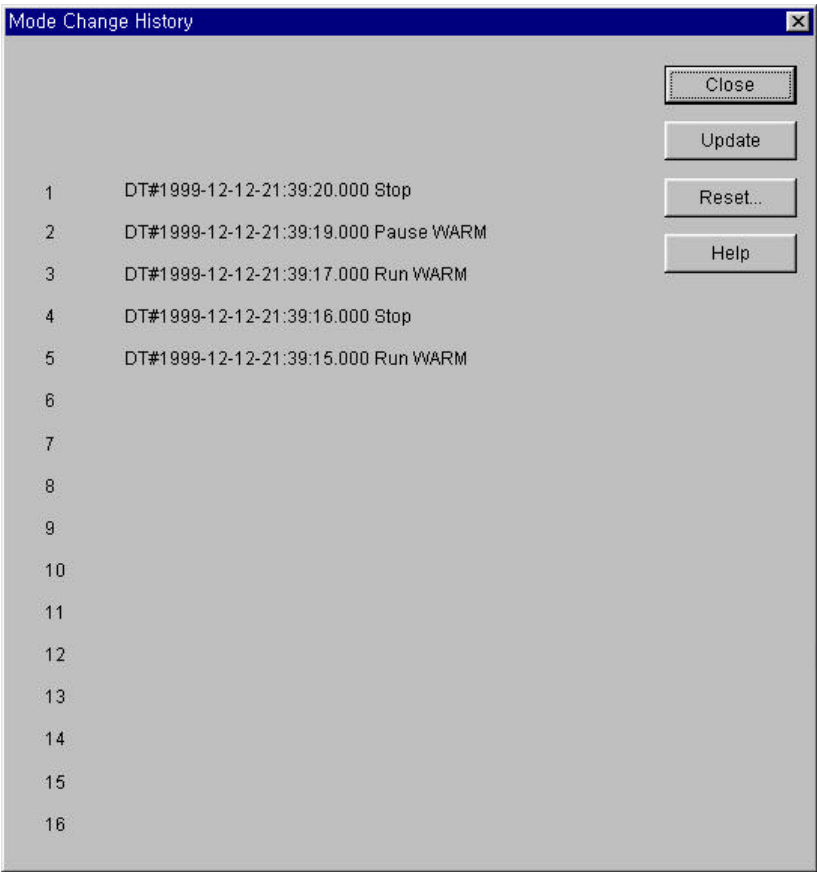 Mode Change History
Close
Update
1 DT#1999-12-12-21:39:20.000 Stop
Reset...
2 DT#1999-12-12-21:39:19.000 Pause WARM
Help
3 DT#1999-12-12-21:39:17.000 Run WARM
4 DT#1999-12-12-21:39:16.000 Stop
5 DT#1999-12-12-21:39:15.000 Run WARM
6
7
8
9
10
11
12
13
14
15
16